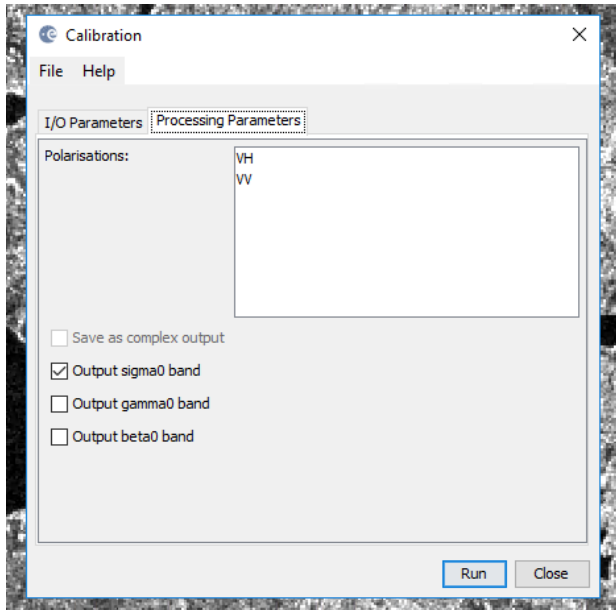 Calibration
File Help
I/O Parameters Processing Parameters
Polarisations:
VH
VV
Save as complex output
Output sigma0 band
Output gamma0 band
Output beta0 band
Run Close